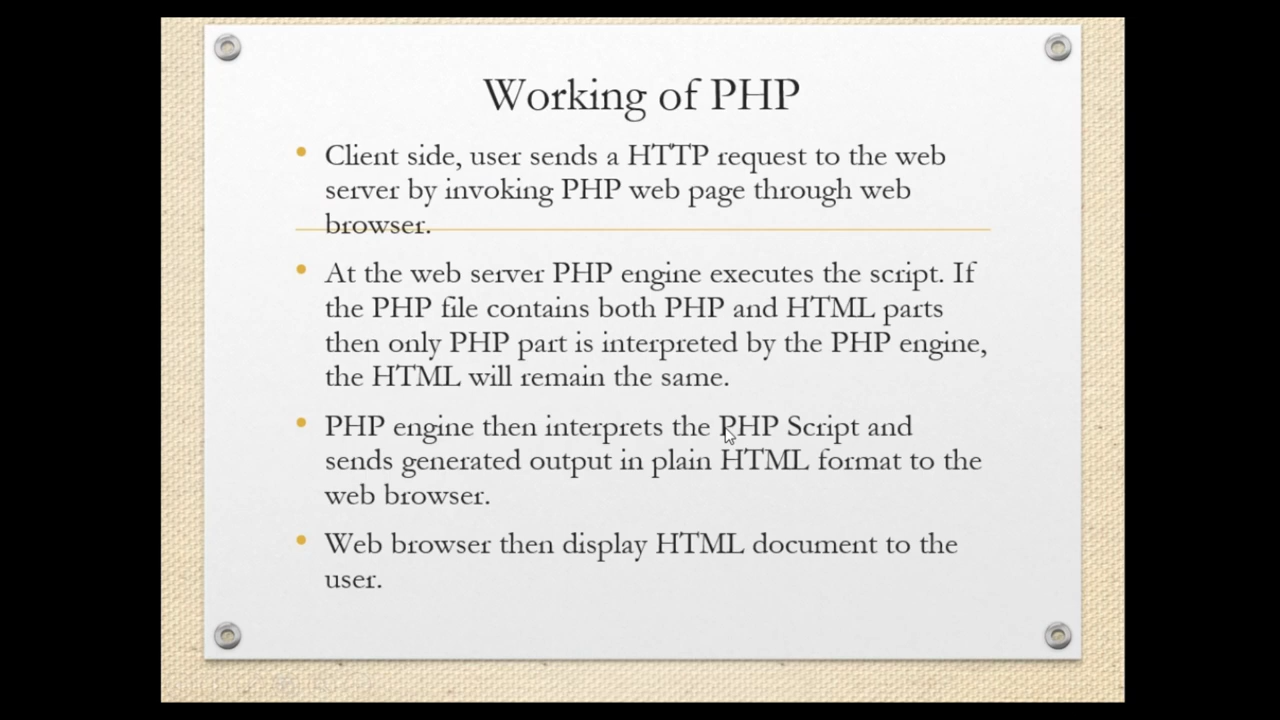 Working of PHP
• Client side, user sends a HTTP request to the web
server by invoking PHP web page through web
browser.
• At the web server PHP engine executes the script. If
the PHP file contains both PHP and HTML parts
then only PHP part is interpreted by the PHP engine,
the HTML will remain the same.
• PHP engine then interprets the PHP Script and
sends generated output in plain HTML format to the
web browser.
• Web browser then display HTML document to the
user.